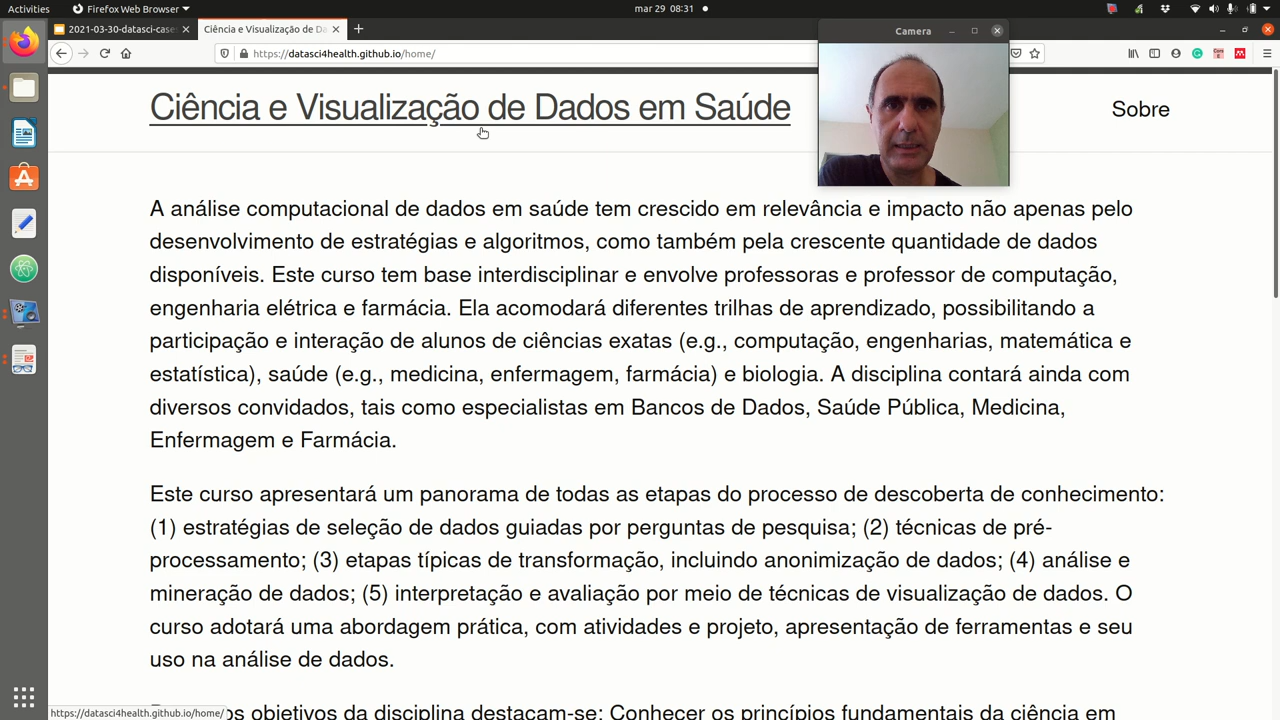 Activities
Firefox Web Browser
mar 29 08:31
2021-03-30-datasci-case
Ciência e Visualização de Da
Camera
https://datasci4health.github.io/home/
Ciência e Visualização de Dados em Saúde
Sobre
A análise computacional de dados em saúde tem crescido em relevância e impacto não apenas pelo
desenvolvimento de estratégias e algoritmos, como também pela crescente quantidade de dados
disponíveis. Este curso tem base interdisciplinar e envolve professoras e professor de computação,
engenharia elétrica e farmácia. Ela acomodará diferentes trilhas de aprendizado, possibilitando a
participação e interação de alunos de ciências exatas (e.g., computação, engenharias, matemática e
estatística), saúde (e.g., medicina, enfermagem, farmácia) e biologia. A disciplina contará ainda com
diversos convidados, tais como especialistas em Bancos de Dados, Saúde Pública, Medicina,
Enfermagem e Farmácia.
Este curso apresentará um panorama de todas as etapas do processo de descoberta de conhecimento:
(1) estratégias de seleção de dados guiadas por perguntas de pesquisa; (2) técnicas de pré-
processamento; (3) etapas típicas de transformação, incluindo anonimização de dados; (4) análise e
mineração de dados; (5) interpretação e avaliação por meio de técnicas de visualização de dados. O
curso adotará uma abordagem prática, com atividades e projeto, apresentação de ferramentas e seu
uso na análise de dados.
os objetivos da disciplina destacam-se: Conhecer os princípios fundamentais da ciência em
https://datasci4health.github.io/home/